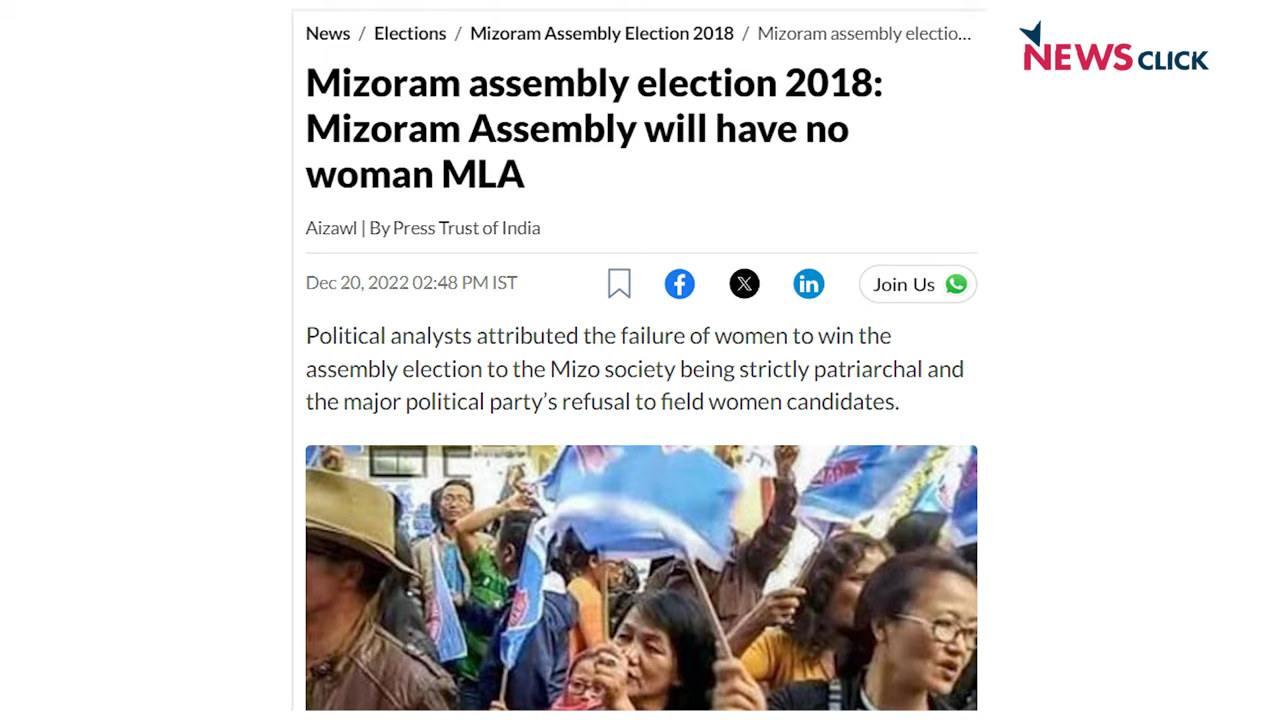 News / Elections / Mizoram Assembly Election 2018 / Mizoram assembly electio...
NEWS CLICK
Mizoram assembly election 2018:
Mizoram Assembly will have no
woman MLA
Aizawl | By Press Trust of India
Dec 20, 2022 02:48 PM IST
Join Us
Political analysts attributed the failure of women to win the
assembly election to the Mizo society being strictly patriarchal and
the major political party’s refusal to field women candidates.